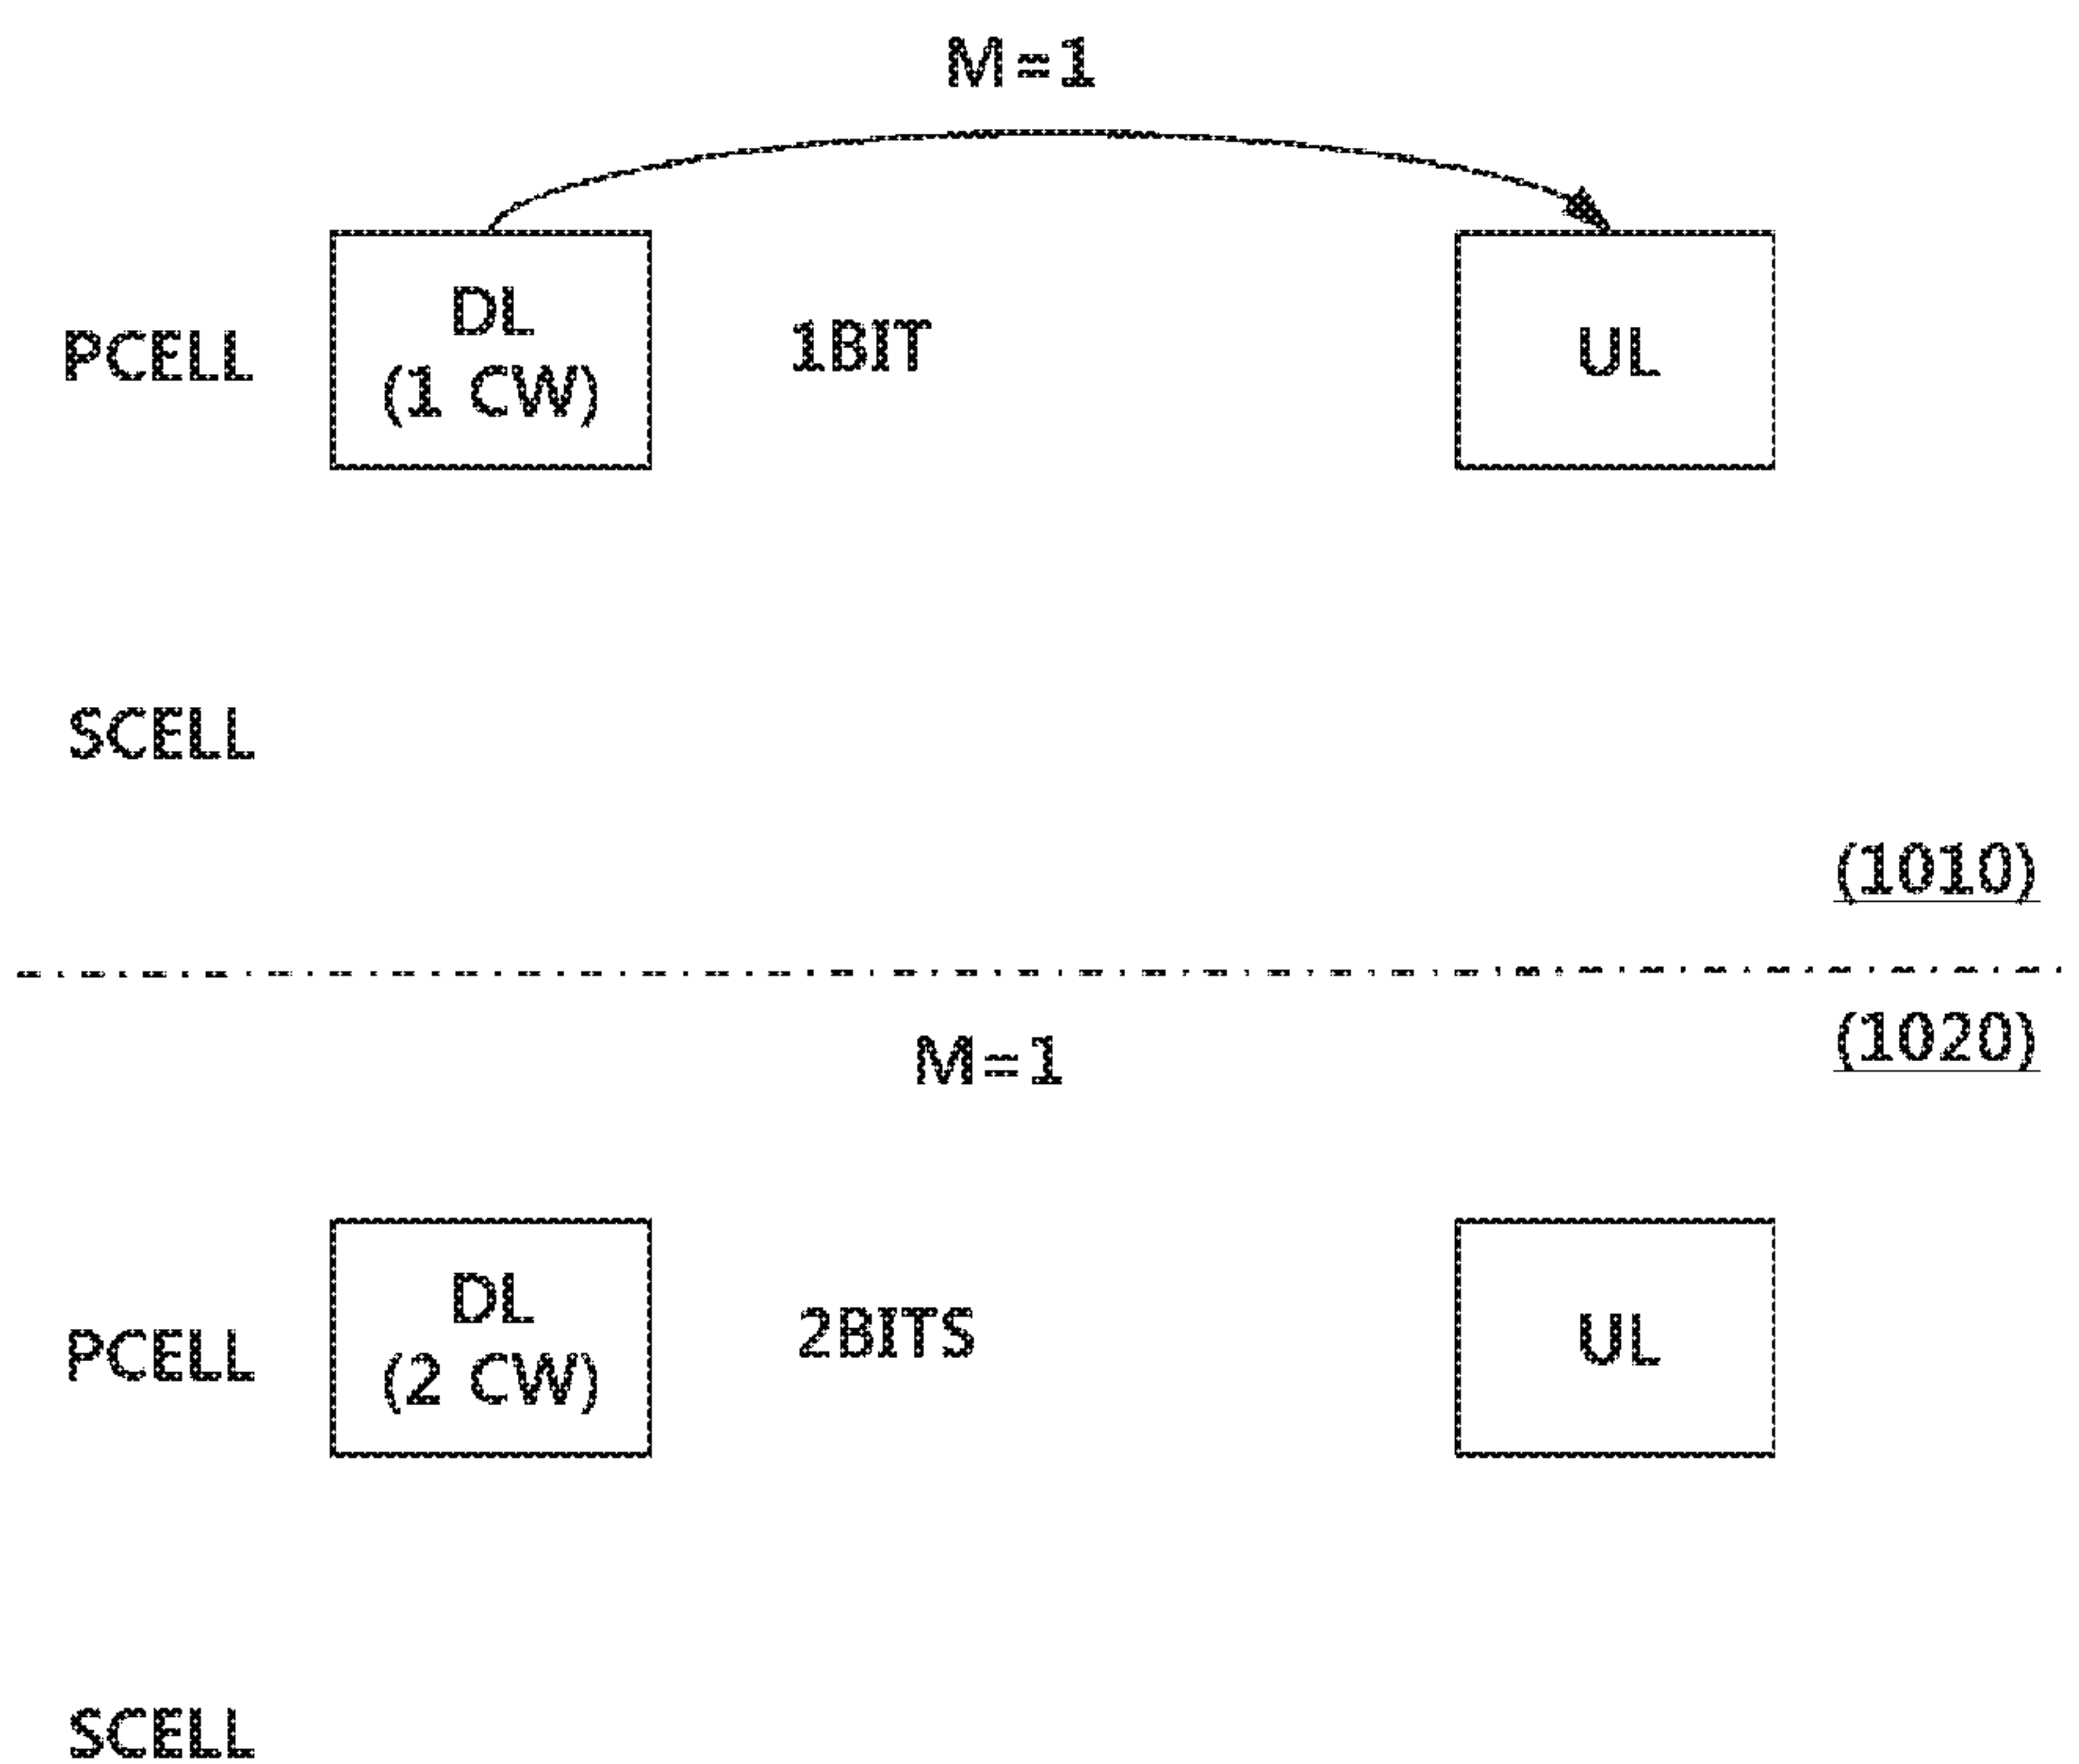 M=1
DL
(1 CW)
PCELL
1BIT
UL
SCELL
(1010)
(1020)
M=1
DL
(2 CW)
PCELL
2BITS
UL
SCELL